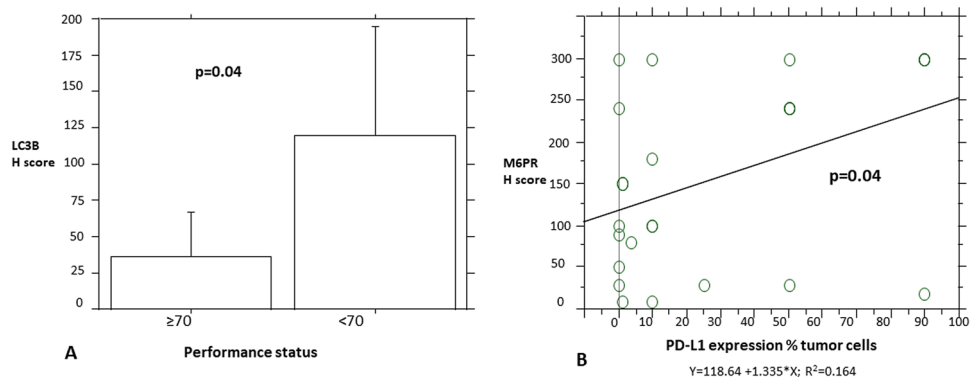 200
175
150
125
100
75
50
25
0
LC3B
H score
p=0.04
≥70
<70
A
Performance status
300
250
200
150
100
50
0
M6PR
H score
p=0.04
0 10 20 30 40 50 60 70 80 90 100
PD-L1 expression % tumor cells
B
Y=118.64 +1.335*X; R²=0.164